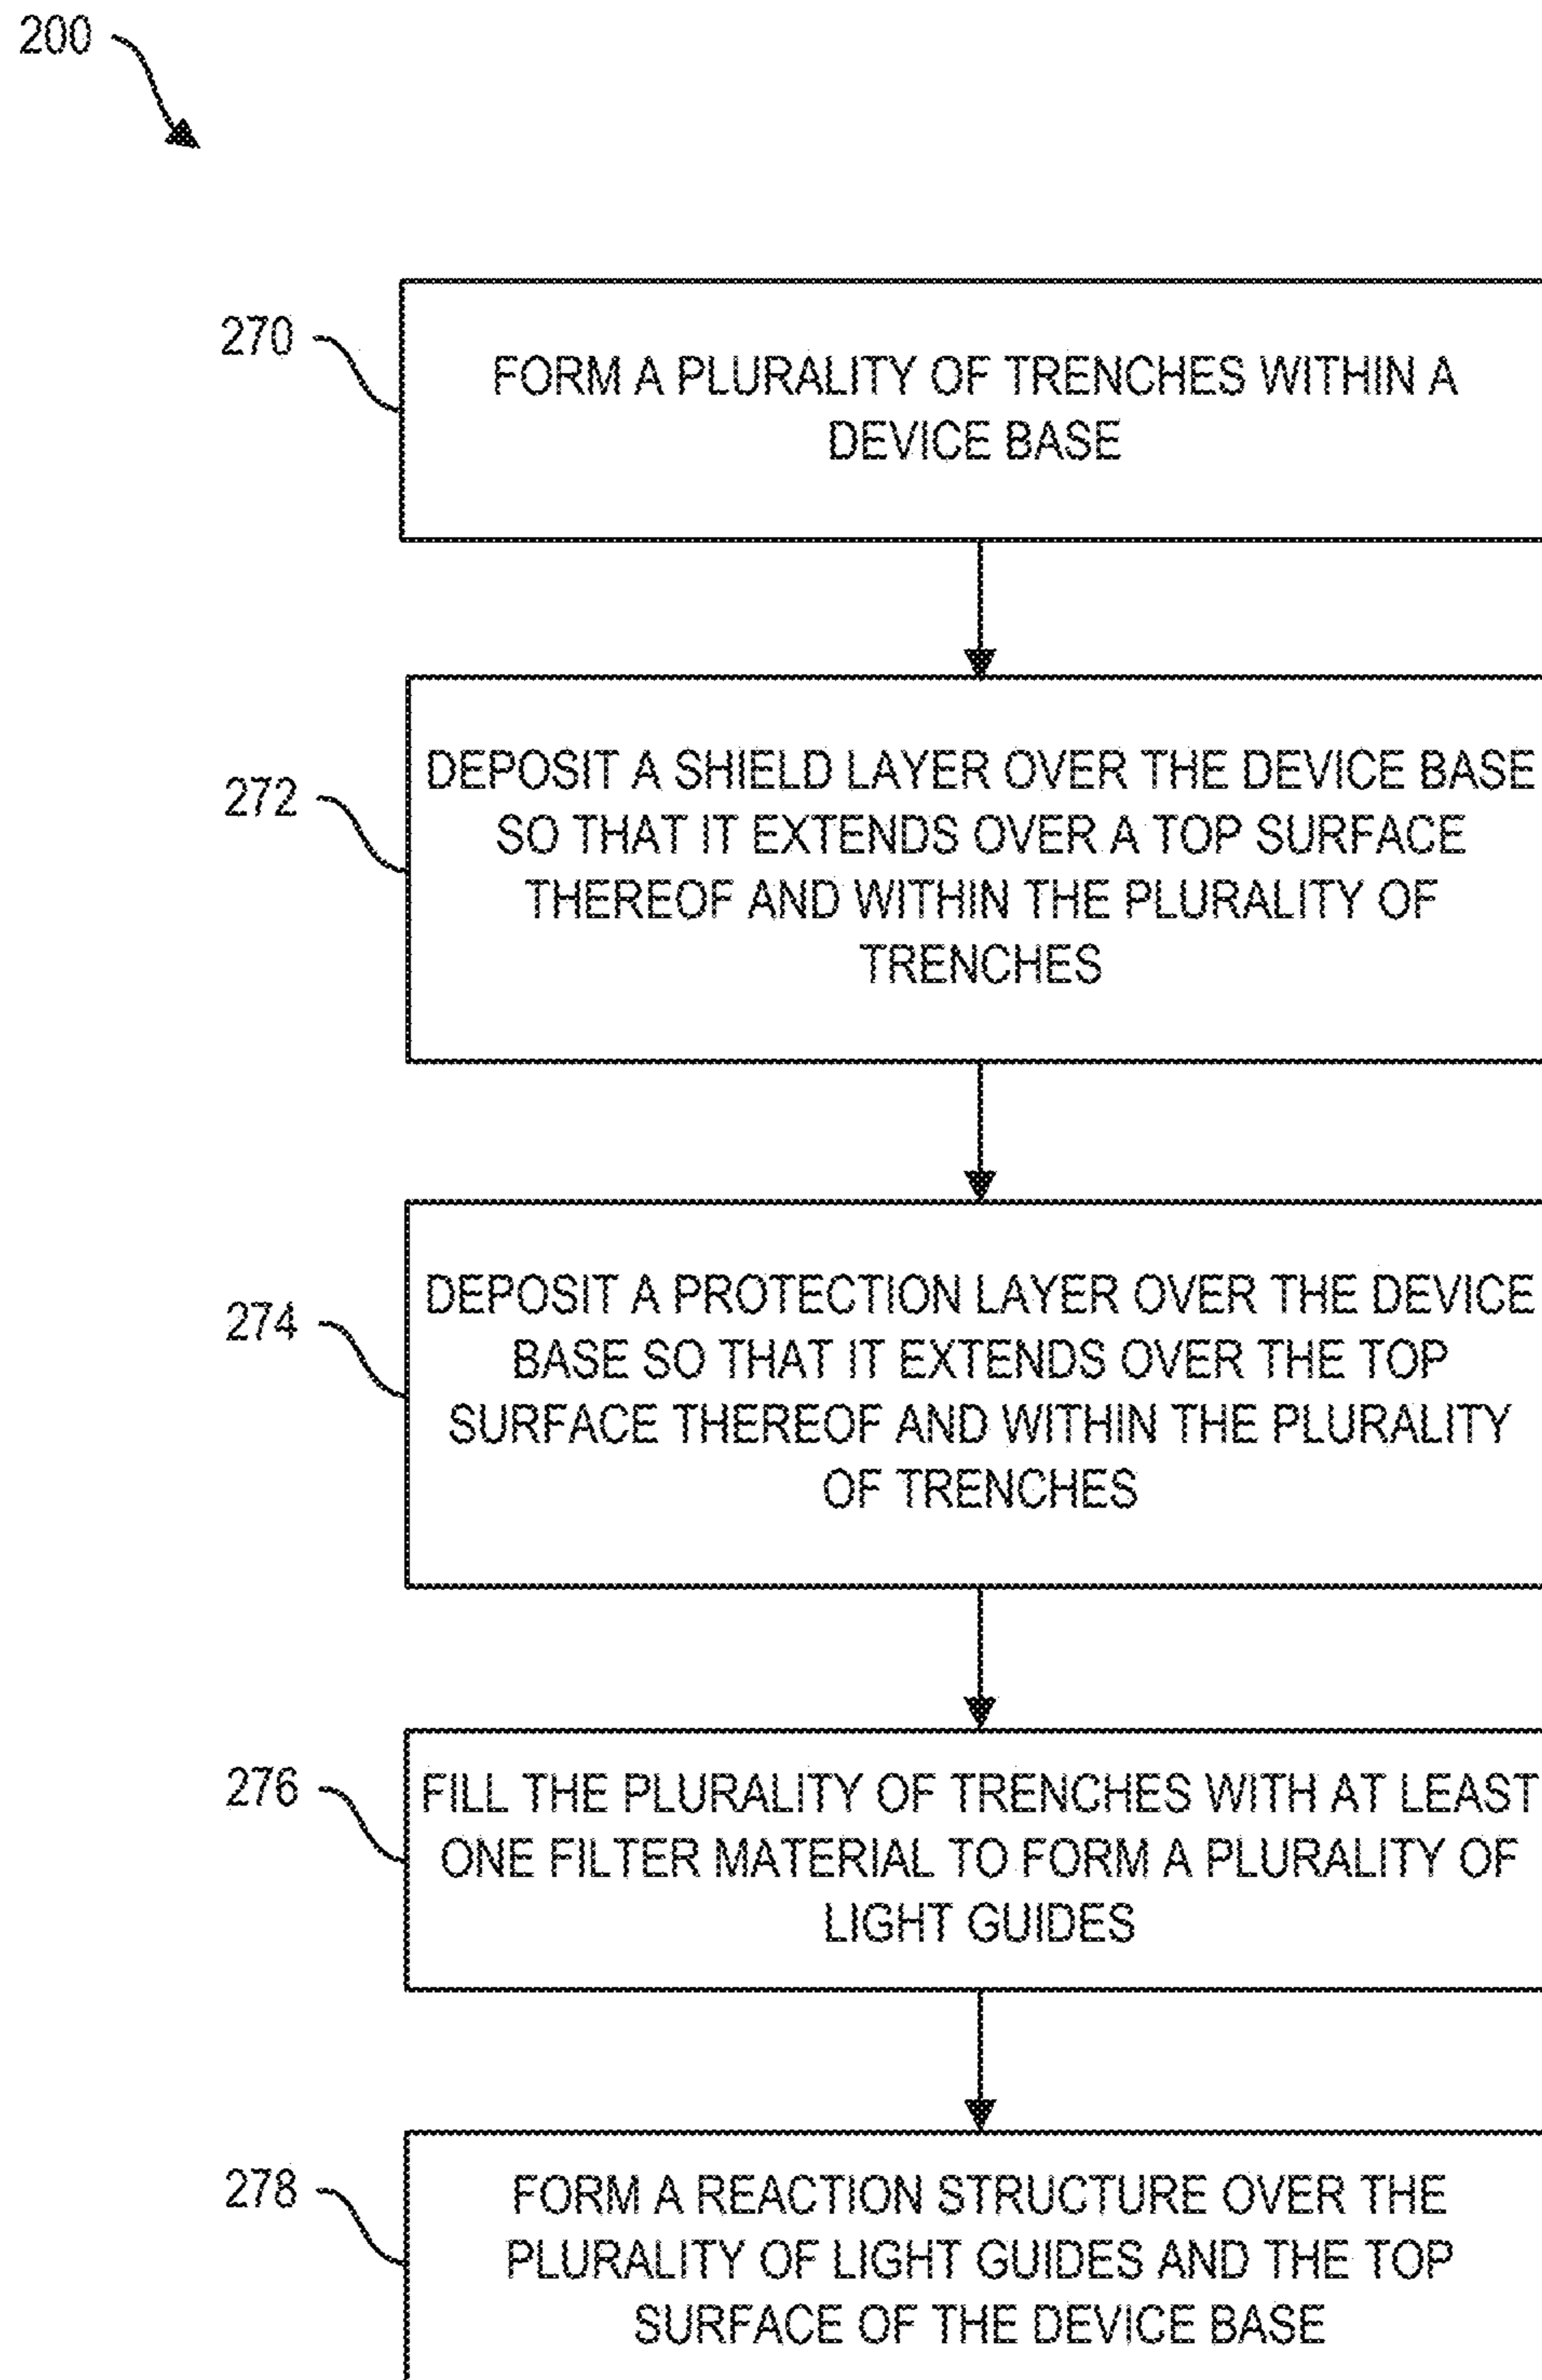 200
270
FORM A PLURALITY OF TRENCHES WITHIN A
DEVICE BASE
272
DEPOSIT A SHIELD LAYER OVER THE DEVICE BASE
SO THAT IT EXTENDS OVER A TOP SURFACE
THEREOF AND WITHIN THE PLURALITY OF
TRENCHES
274
DEPOSIT A PROTECTION LAYER OVER THE DEVICE
BASE SO THAT IT EXTENDS OVER THE TOP
SURFACE THEREOF AND WITHIN THE PLURALITY
OF TRENCHES
276
FILL THE PLURALITY OF TRENCHES WITH AT LEAST
ONE FILTER MATERIAL TO FORM A PLURALITY OF
LIGHT GUIDES
278
FORM A REACTION STRUCTURE OVER THE
PLURALITY OF LIGHT GUIDES AND THE TOP
SURFACE OF THE DEVICE BASE